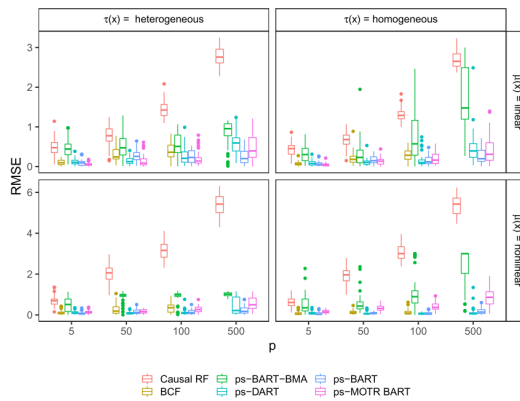 τ(x) = heterogeneous
τ(x) = homogeneous
3
2
1
0
μ(x) = linear
RMSE
6
4
2
0
μ(x) = nonlinear
5
50
100
500
5
50
100
500
p
Causal RF
ps-BART-BMA
ps-BART
BCF
ps-DART
ps-MOTR BART